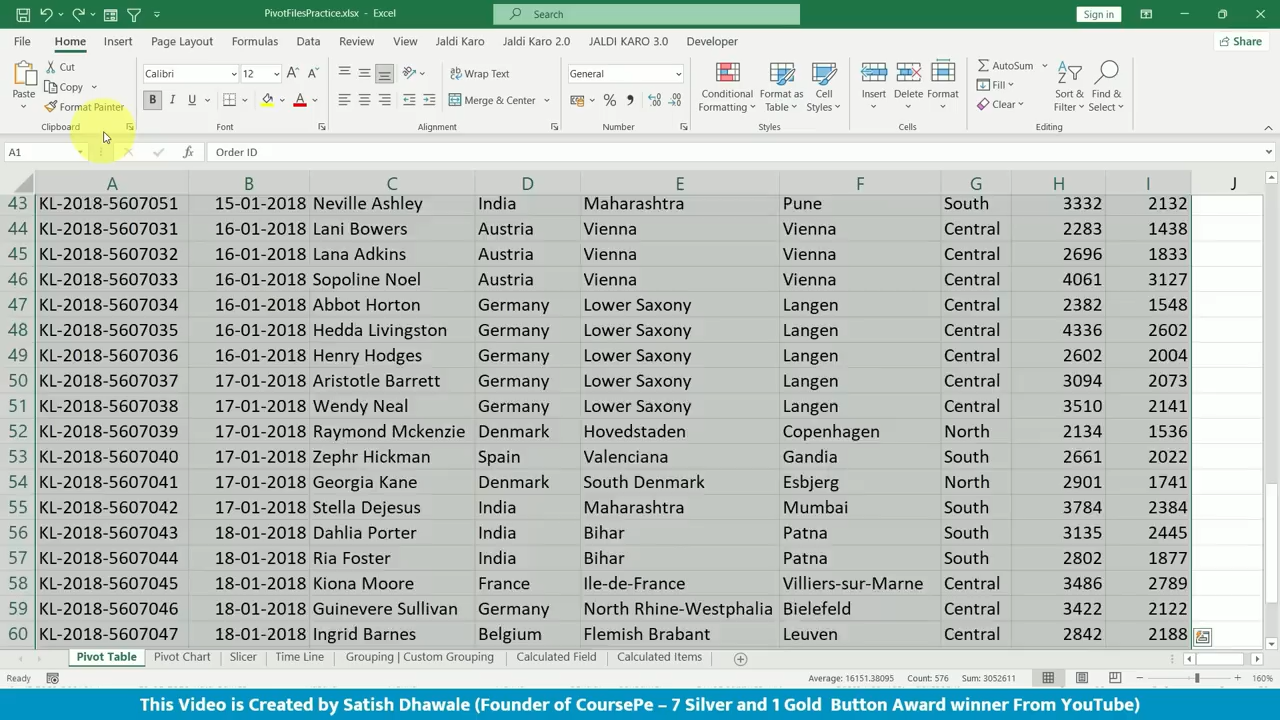 PivotFilesPractice.xlsx - Excel
Search
Sign in
File Home Insert Page Layout Formulas Data Review View Jaldi Karo Jaldi Karo 2.0 JALDI KARO 3.0 Developer
Share
Paste
Cut
Copy
Format Painter
Clipboard
Calibri 12
B I U
Font
Wrap Text
Merge & Center
Alignment
General
Number
Conditional Formatting
Format as Table
Cell Styles
Styles
Insert Delete Format
Cells
AutoSum
Fill
Clear
Sort & Filter
Find & Select
Editing
A1 fx Order ID
A B C D E F G H I J
43 KL-2018-5607051 15-01-2018 Neville Ashley India Maharashtra Pune South 3332 2132
44 KL-2018-5607031 16-01-2018 Lani Bowers Austria Vienna Vienna Central 2283 1438
45 KL-2018-5607032 16-01-2018 Lana Adkins Austria Vienna Vienna Central 2696 1833
46 KL-2018-5607033 16-01-2018 Sopoline Noel Austria Vienna Vienna Central 4061 3127
47 KL-2018-5607034 16-01-2018 Abbot Horton Germany Lower Saxony Langen Central 2382 1548
48 KL-2018-5607035 16-01-2018 Hedda Livingston Germany Lower Saxony Langen Central 4336 2602
49 KL-2018-5607036 16-01-2018 Henry Hodges Germany Lower Saxony Langen Central 2602 2004
50 KL-2018-5607037 17-01-2018 Aristotle Barrett Germany Lower Saxony Langen Central 3094 2073
51 KL-2018-5607038 17-01-2018 Wendy Neal Germany Lower Saxony Langen Central 3510 2141
52 KL-2018-5607039 17-01-2018 Raymond Mckenzie Denmark Hovedstaden Copenhagen North 2134 1536
53 KL-2018-5607040 17-01-2018 Zephr Hickman Spain Valenciana Gandia South 2661 2022
54 KL-2018-5607041 17-01-2018 Georgia Kane Denmark South Denmark Esbjerg North 2901 1741
55 KL-2018-5607042 17-01-2018 Stella Dejesus India Maharashtra Mumbai South 3784 2384
56 KL-2018-5607043 18-01-2018 Dahlia Porter India Bihar Patna South 3135 2445
57 KL-2018-5607044 18-01-2018 Ria Foster India Bihar Patna South 2802 1877
58 KL-2018-5607045 18-01-2018 Kiona Moore France Ile-de-France Villiers-sur-Marne Central 3486 2789
59 KL-2018-5607046 18-01-2018 Guinevere Sullivan Germany North Rhine-Westphalia Bielefeld Central 3422 2122
60 KL-2018-5607047 18-01-2018 Ingrid Barnes Belgium Flemish Brabant Leuven Central 2842 2188
Pivot Table Pivot Chart Slicer Time Line Grouping | Custom Grouping Calculated Field Calculated Items
Ready Average: 16151.38095 Count: 576 Sum: 3052611 160%
This Video is Created by Satish Dhawale (Founder of CoursePe – 7 Silver and 1 Gold Button Award winner From YouTube)